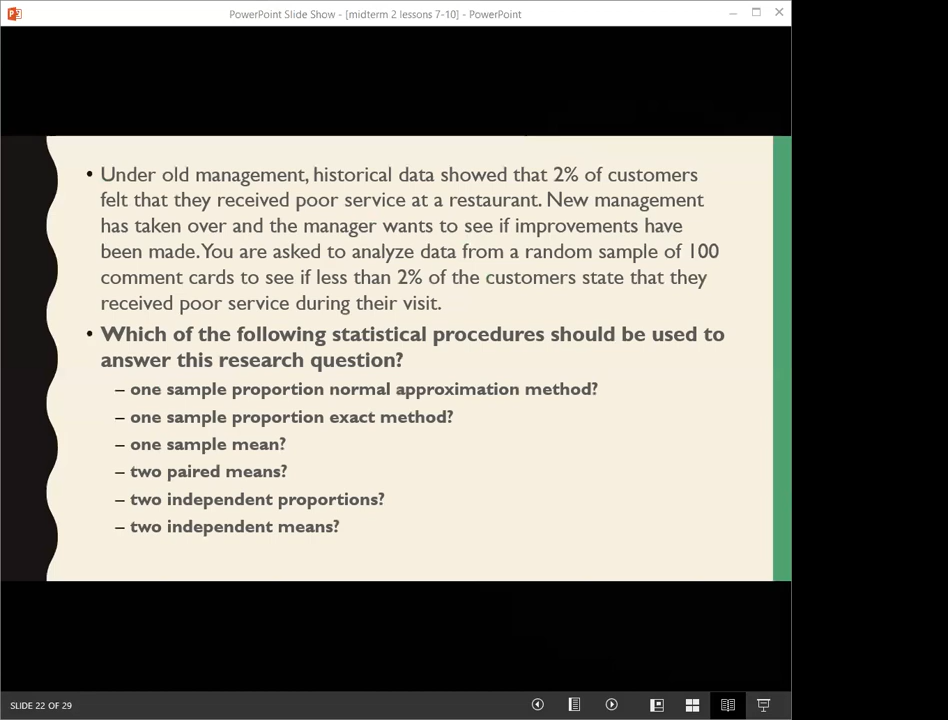 PowerPoint Slide Show - [midterm 2 lessons 7-10] - PowerPoint
• Under old management, historical data showed that 2% of customers
felt that they received poor service at a restaurant. New management
has taken over and the manager wants to see if improvements have
been made. You are asked to analyze data from a random sample of 100
comment cards to see if less than 2% of the customers state that they
received poor service during their visit.
• Which of the following statistical procedures should be used to
answer this research question?
– one sample proportion normal approximation method?
– one sample proportion exact method?
– one sample mean?
– two paired means?
– two independent proportions?
– two independent means?
SLIDE 22 OF 29